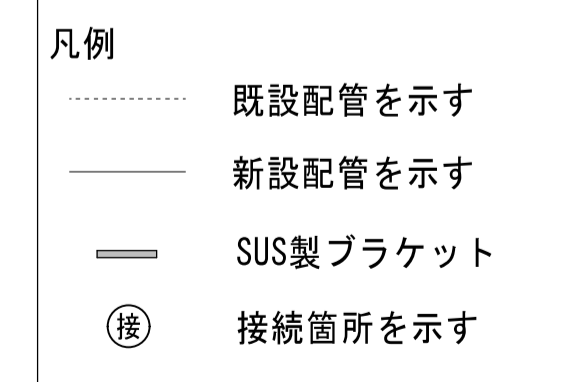 凡例
既設配管を示す
新設配管を示す
SUS製ブラケット
接 接続箇所を示す